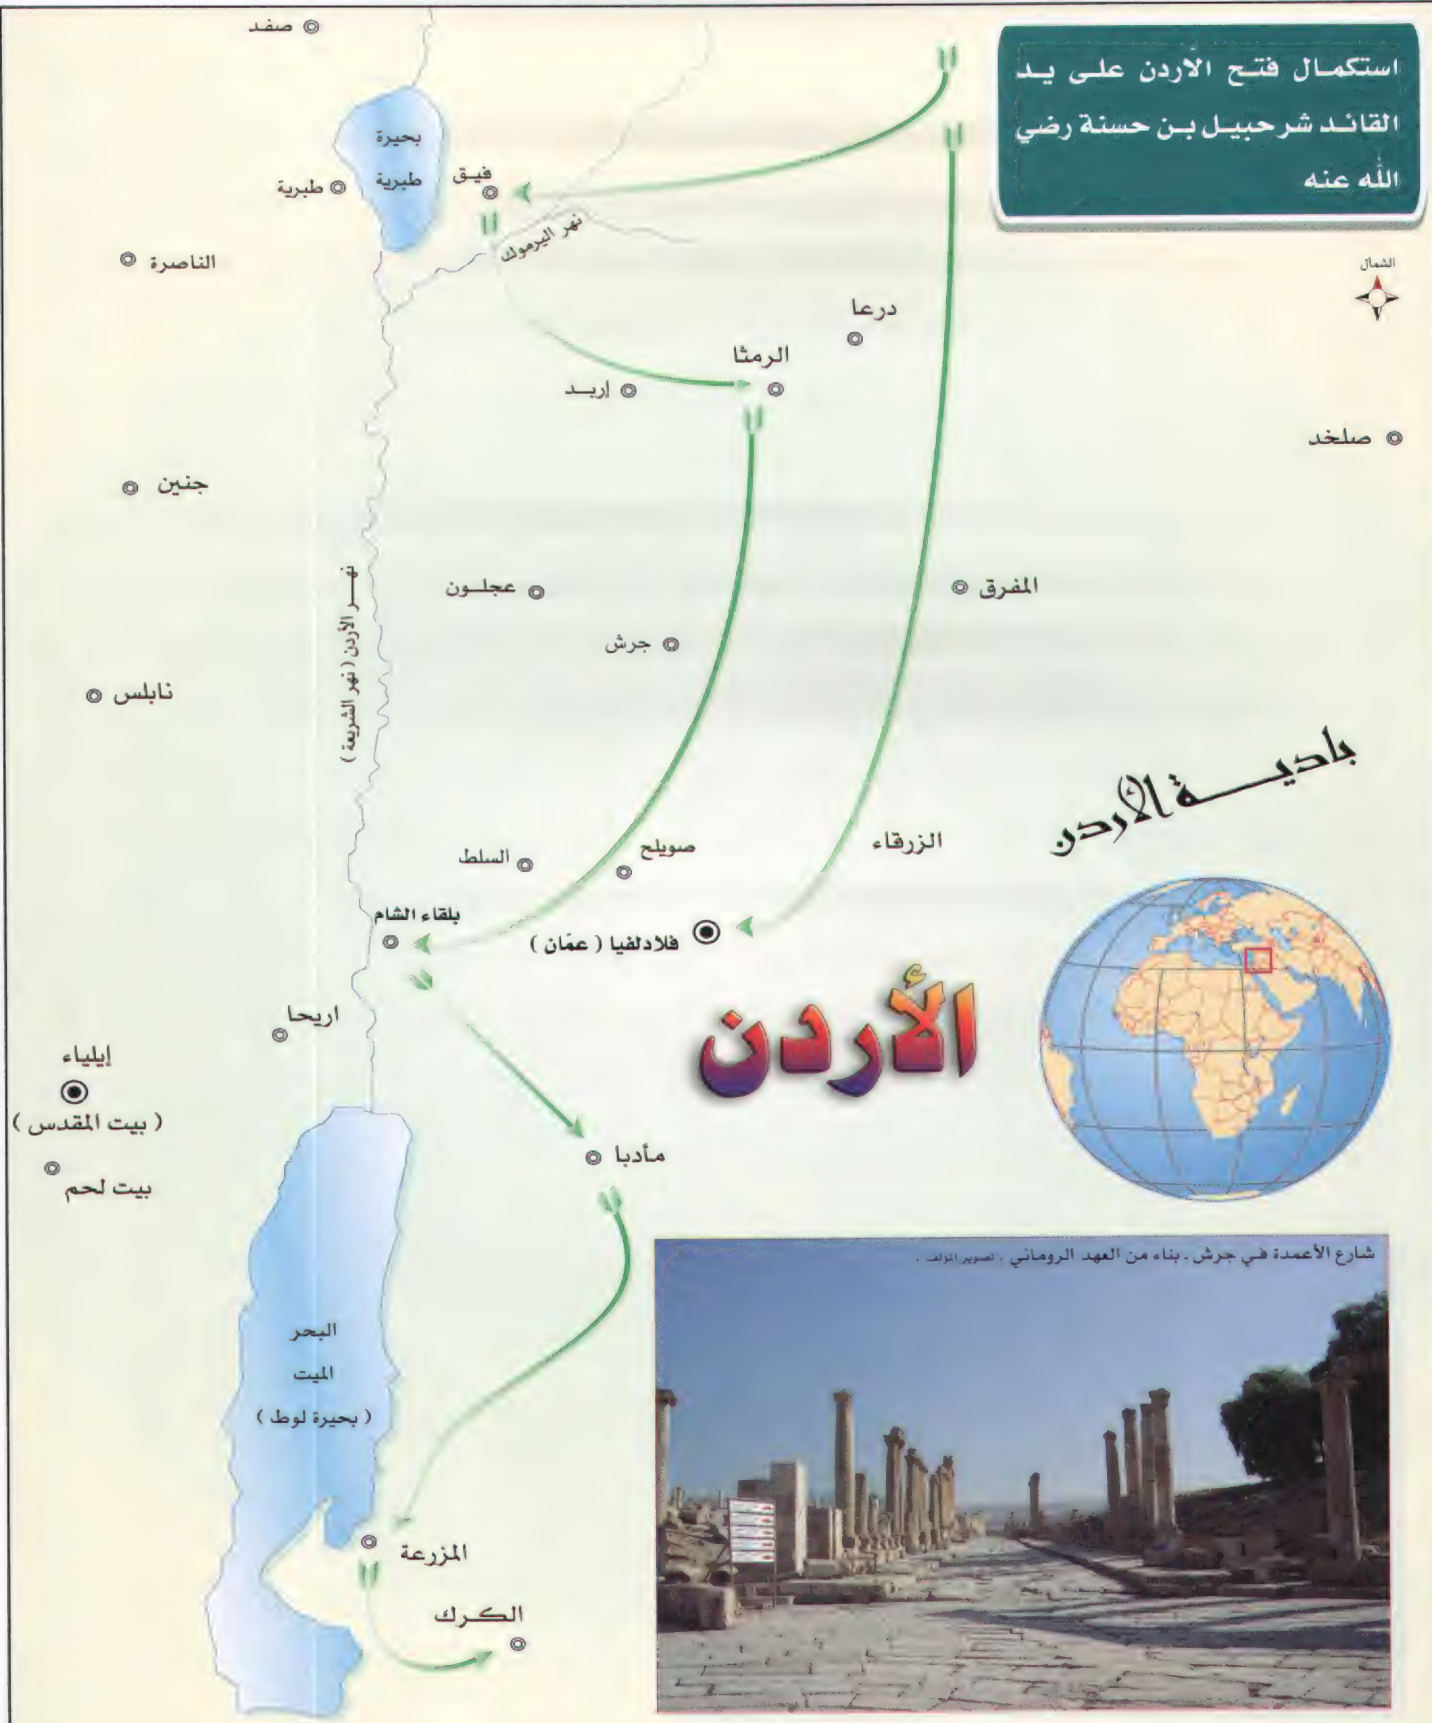 استكمال فتح الأردن على يد
القائد شرحبيل بن حسنة رضي
الله عنه
الشمال
صفد
بحيرة
طبرية
طبرية
فيق
نهر اليرموك
الناصرة
درعا
الرمثا
إربد
صلخد
جنين
عجلون
المفرق
جرش
نهر الأردن ( نهر الشريعة )
نابلس
بادية الأردن
الزرقاء
صويلح
السلط
بلقاء الشام
فلادلفيا ( عمّان )
الأردن
اريحا
إيلياء
( بيت المقدس )
بيت لحم
مأدبا
شارع الأعمدة في جرش . بناء من العهد الروماني . تصوير المؤلف .
البحر
الميت
( بحيرة لوط )
المزرعة
الكرك